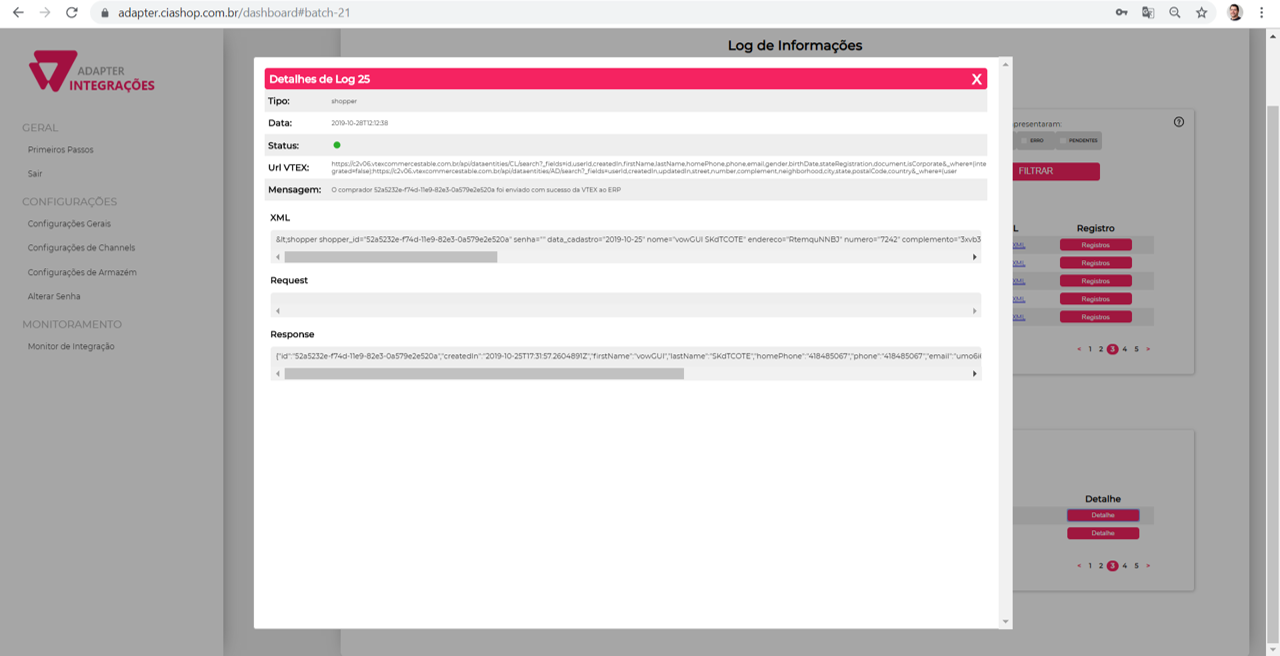 adapter.ciashop.com.br/dashboard#batch-21
ADAPTER
INTEGRAÇÕES
GERAL
Primeiros Passos
Sair
CONFIGURAÇÕES
Configurações Gerais
Configurações de Channels
Configurações de Armazém
Alterar Senha
MONITORAMENTO
Monitor de Integração
Log de Informações
Detalhes de Log 25 X
Tipo: shopper
Data: 2019-10-28T12:12:38
Status:
Url VTEX: https://c2v06.vtexcommercestable.com.br/api/dataentities/CL/search?_fields=id,userId,createdIn,firstName,lastName,homePhone,phone,email,gender,birthDate,stateRegistration,document,isCorporate&_where=(inte
grated=false);https://c2v06.vtexcommercestable.com.br/api/dataentities/AD/search?_fields=userId,createdIn,updatedIn,street,number,complement,neighborhood,city,state,postalCode,country&_where=(user
Mensagem: O comprador 52a5232e-f74d-11e9-82e3-0a579e2e520a foi enviado com sucesso da VTEX ao ERP
XML
&lt;shopper shopper_id="52a5232e-f74d-11e9-82e3-0a579e2e520a" senha="" data_cadastro="2019-10-25" nome="vowGUI SKdTCOTE" endereco="RtemquNNBJ" numero="7242" complemento="3xvb3
Request
Response
{"id":"52a5232e-f74d-11e9-82e3-0a579e2e520a","createdIn":"2019-10-25T17:31:57.2604891Z","firstName":"vowGUI","lastName":"SKdTCOTE","homePhone":"418485067","phone":"418485067","email":"umo6i
presentaram:
ERRO PENDENTES
FILTRAR
L Registro
XML Registros
XML Registros
XML Registros
XML Registros
XML Registros
< 1 2 3 4 5 >
Detalhe
Detalhe
Detalhe
< 1 2 3 4 5 >